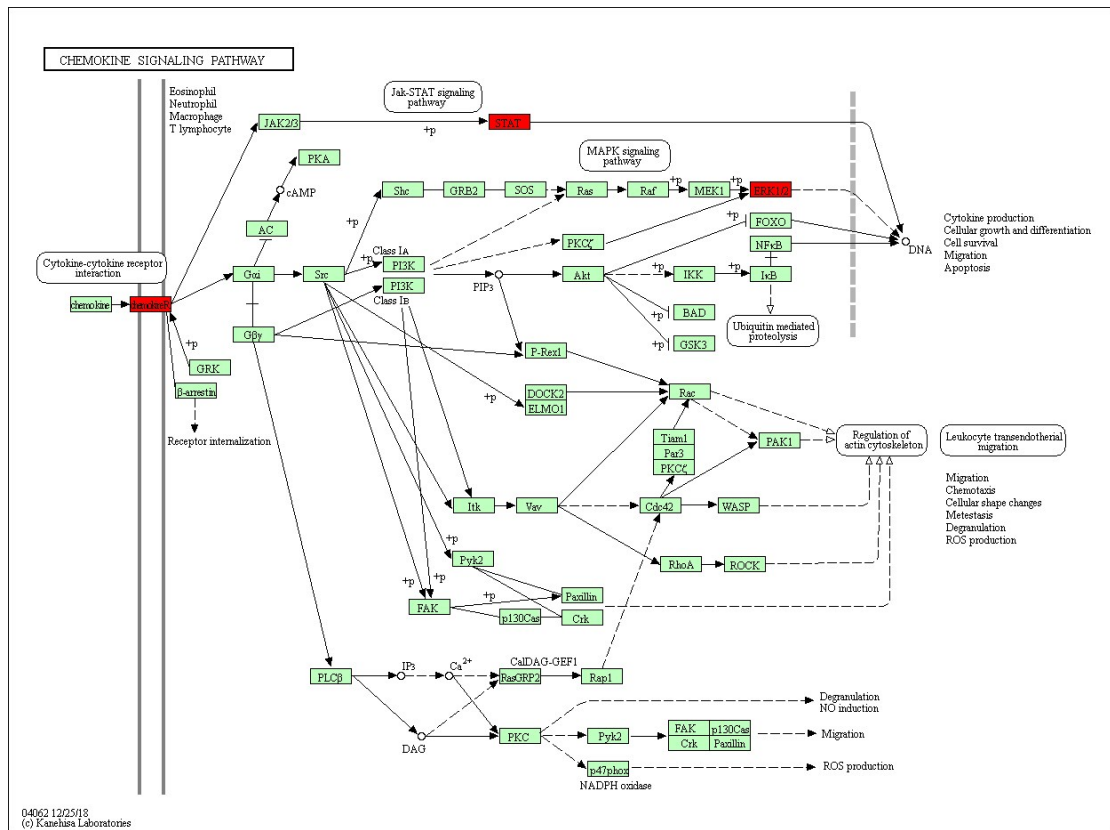 CHEMOKINE SIGNALING PATHWAY
Eosinophil
Neutrophil
Macrophage
T lymphocyte
Jak-STAT signaling
pathway
JAK2/3
+p
STAT
MAPK signaling
pathway
PKA
cAMP
AC
Shc
GRB2
SOS
Ras
Raf
+p
MEK1
+p
ERK1/2
+p
Class IA
PI3K
+p
PI3K
Class IB
PKCζ
+p
FOXO
NFκB
DNA
Cytokine production
Cellular growth and differentiation
Cell survival
Migration
Apoptosis
Cytokine-cytokine receptor
interaction
chemokine
chemokineR
Gαi
Src
PIP3
Akt
+p
IKK
+p
IκB
+p
BAD
+p
GSK3
Ubiquitin mediated
proteolysis
Gβγ
+p
GRK
β-arrestin
Receptor internalization
P-Rex1
+p
DOCK2
ELMO1
Rac
Tiam1
Par3
PKCζ
PAK1
Regulation of
actin cytoskeleton
Leukocyte transendotherial
migration
Migration
Chemotaxis
Cellular shape changes
Metestasis
Degranulation
ROS production
Itk
Vav
Cdc42
WASP
+p
Pyk2
RhoA
ROCK
+p
+p
FAK
+p
Paxillin
p130Cas
Crk
PLCβ
IP3
Ca2+
CalDAG-GEF1
RasGRP2
Rap1
DAG
PKC
Degranulation
NO induction
Pyk2
FAK
p130Cas
Crk
Paxillin
Migration
p47phox
NADPH oxidase
ROS production
04062 12/25/18
(c) Kanehisa Laboratories